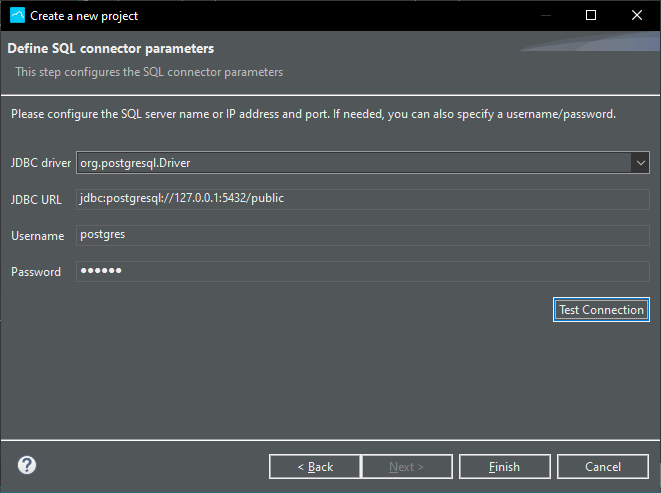 Create a new project
Define SQL connector parameters
This step configures the SQL connector parameters
Please configure the SQL server name or IP address and port. If needed, you can also specify a username/password.
JDBC driver org.postgresql.Driver
JDBC URL jdbc:postgresql://127.0.0.1:5432/public
Username postgres
Password ●●●●●●
Test Connection
? < Back Next > Finish Cancel